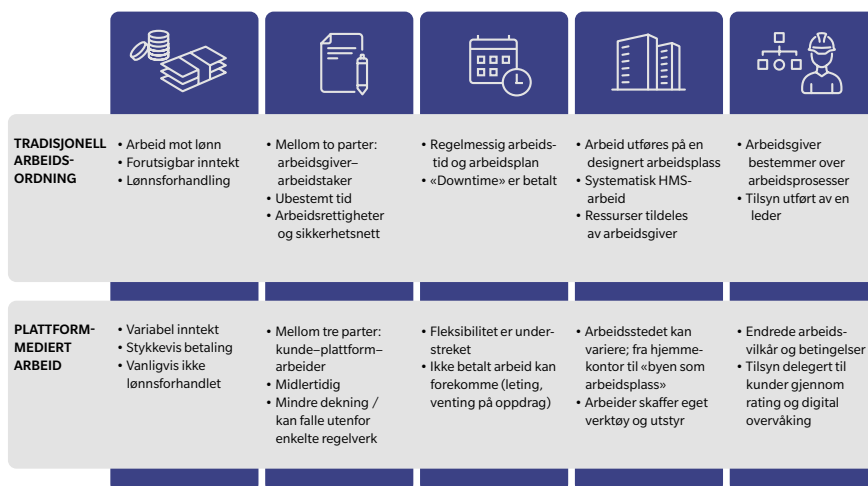 TRADISJONELL
ARBEIDS-
ORDNING
• Arbeid mot lønn
• Forutsigbar inntekt
• Lønnsforhandling
• Mellom to parter:
arbeidsgiver–
arbeidstaker
• Ubestemt tid
• Arbeidsrettigheter
og sikkerhetsnett
• Regelmessig arbeids-
tid og arbeidsplan
• «Downtime» er betalt
• Arbeid utføres på en
designert arbeidsplass
• Systematisk HMS-
arbeid
• Ressurser tildeles
av arbeidsgiver
• Arbeidsgiver
bestemmer over
arbeidsprosesser
• Tilsyn utført av en
leder
PLATTFORM-
MEDIERT
ARBEID
• Variabel inntekt
• Stykkevis betaling
• Vanligvis ikke
lønnsforhandlet
• Mellom tre parter:
kunde–plattform–
arbeider
• Midlertidig
• Mindre dekning /
kan falle utenfor
enkelte regelverk
• Fleksibilitet er under-
streket
• Ikke betalt arbeid kan
forekomme (leting,
venting på oppdrag)
• Arbeidsstedet kan
variere; fra hjemme-
kontor til «byen som
arbeidsplass»
• Arbeider skaffer eget
verktøy og utstyr
• Endrede arbeids-
vilkår og betingelser
• Tilsyn delegert til
kunder gjennom
rating og digital
overvåking